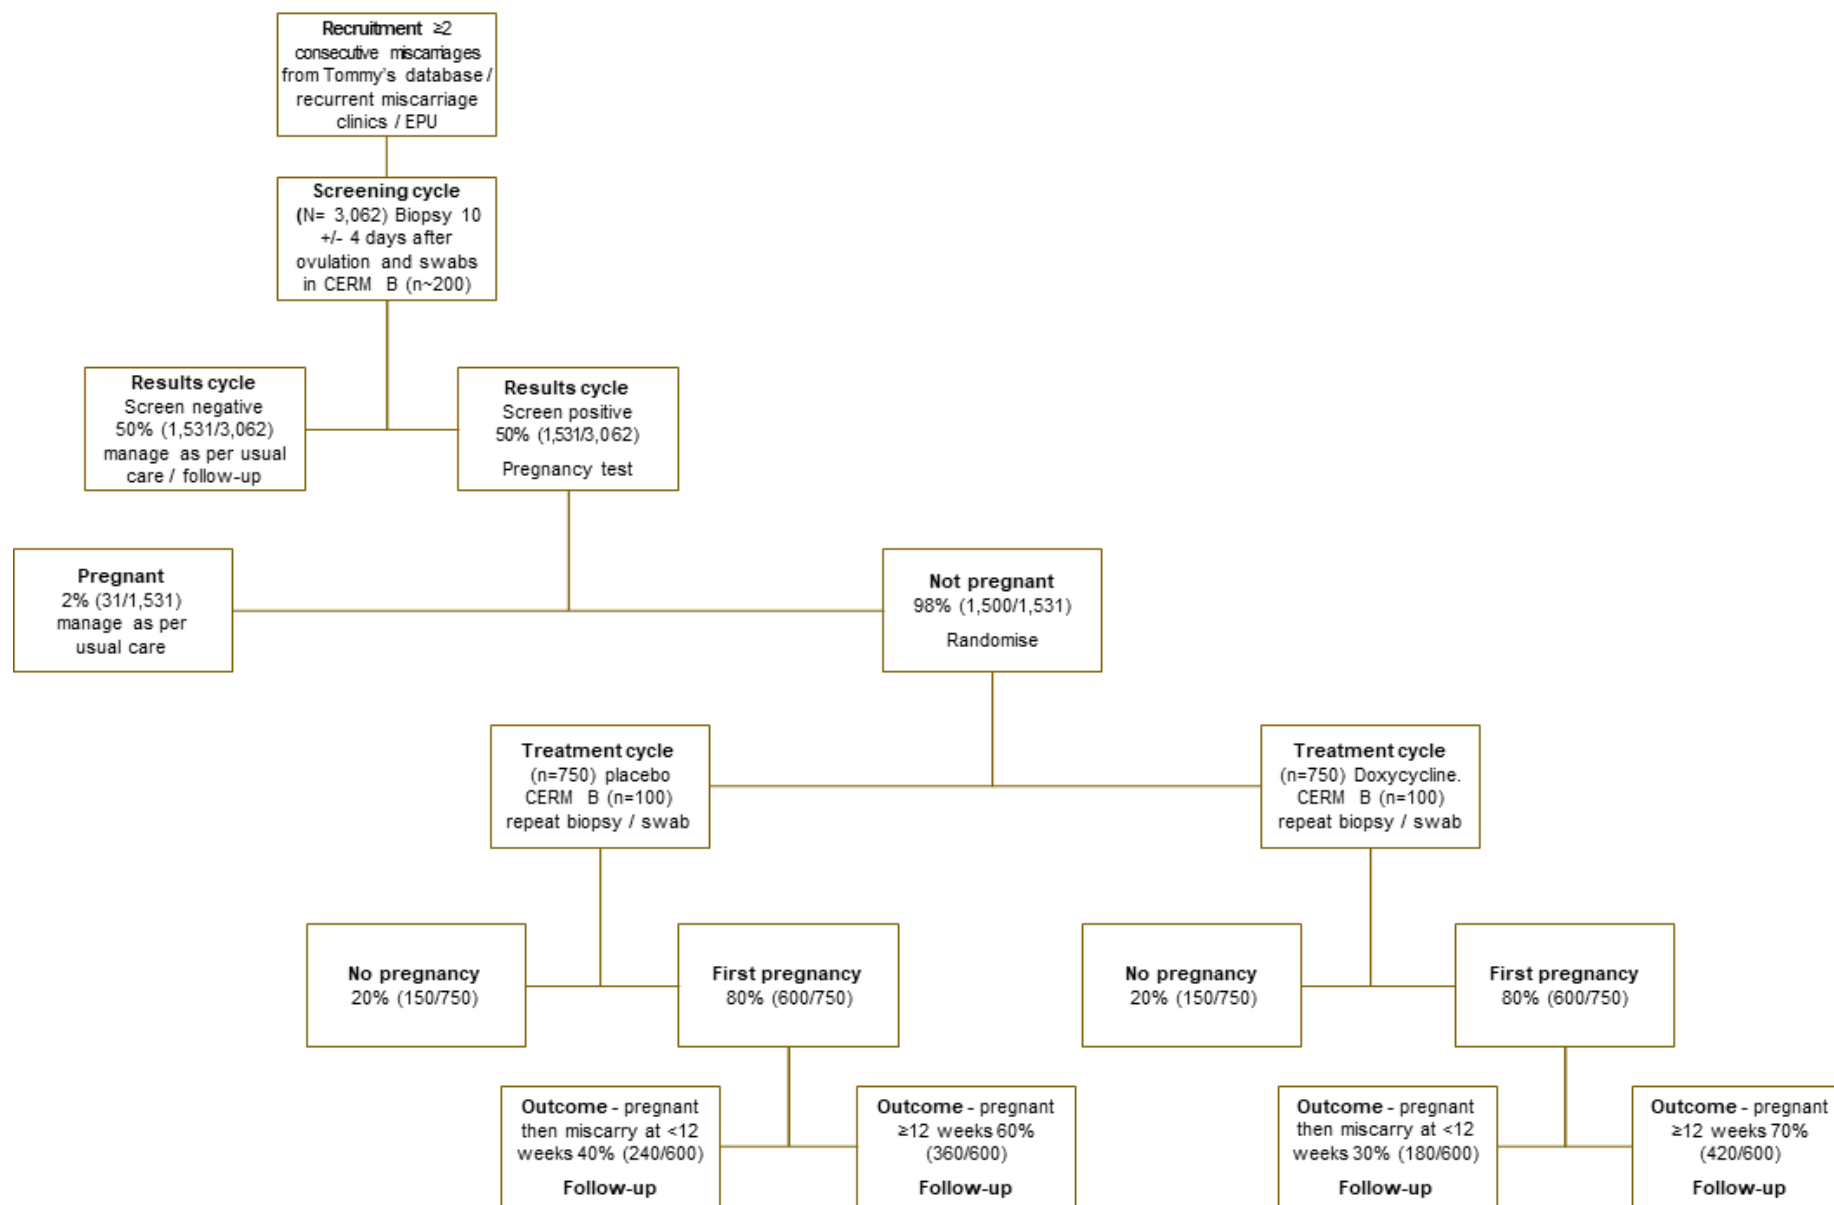 Recruitment ≥2
consecutive miscarriages
from Tommy's database /
recurrent miscarriage
clinics / EPU
Screening cycle
(N= 3,062) Biopsy 10
+/- 4 days after
ovulation and swabs
in CERM B (n~200)
Results cycle
Screen negative
50% (1,531/3,062)
manage as per usual
care / follow-up
Results cycle
Screen positive
50% (1,531/3,062)
Pregnancy test
Pregnant
2% (31/1,531)
manage as per
usual care
Not pregnant
98% (1,500/1,531)
Randomise
Treatment cycle
(n=750) placebo
CERM B (n=100)
repeat biopsy / swab
Treatment cycle
(n=750) Doxycycline.
CERM B (n=100)
repeat biopsy / swab
No pregnancy
20% (150/750)
First pregnancy
80% (600/750)
No pregnancy
20% (150/750)
First pregnancy
80% (600/750)
Outcome - pregnant
then miscarry at <12
weeks 40% (240/600)
Follow-up
Outcome - pregnant
≥12 weeks 60%
(360/600)
Follow-up
Outcome - pregnant
then miscarry at <12
weeks 30% (180/600)
Follow-up
Outcome - pregnant
≥12 weeks 70%
(420/600)
Follow-up